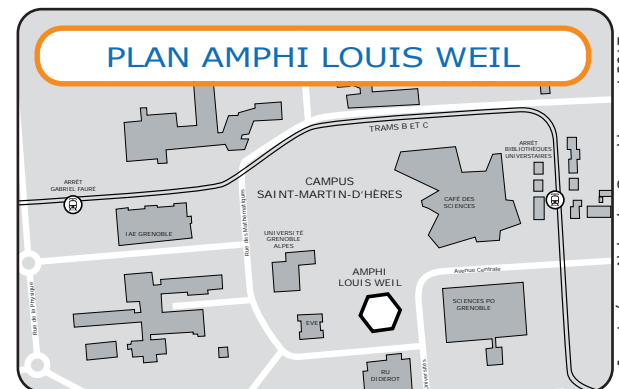 PLAN AMPHI LOUIS WEIL
TRAMS B ET C
ARRÊT
BIBLIOTHÈQUES
UNIVERSTAIRES
ARRÊT
GABRIEL FAURÉ
CAMPUS
SAINT-MARTIN-D'HÈRES
CAFÉ DES
SCIENCES
Rue des Mathématiques
IAE GRENOBLE
UNIVERSITÉ
GRENOBLE
ALPES
AMPHI
LOUIS WEIL
Avenue Centrale
Rue de la Physique
SCIENCES PO
GRENOBLE
EVE
RU
DIDEROT